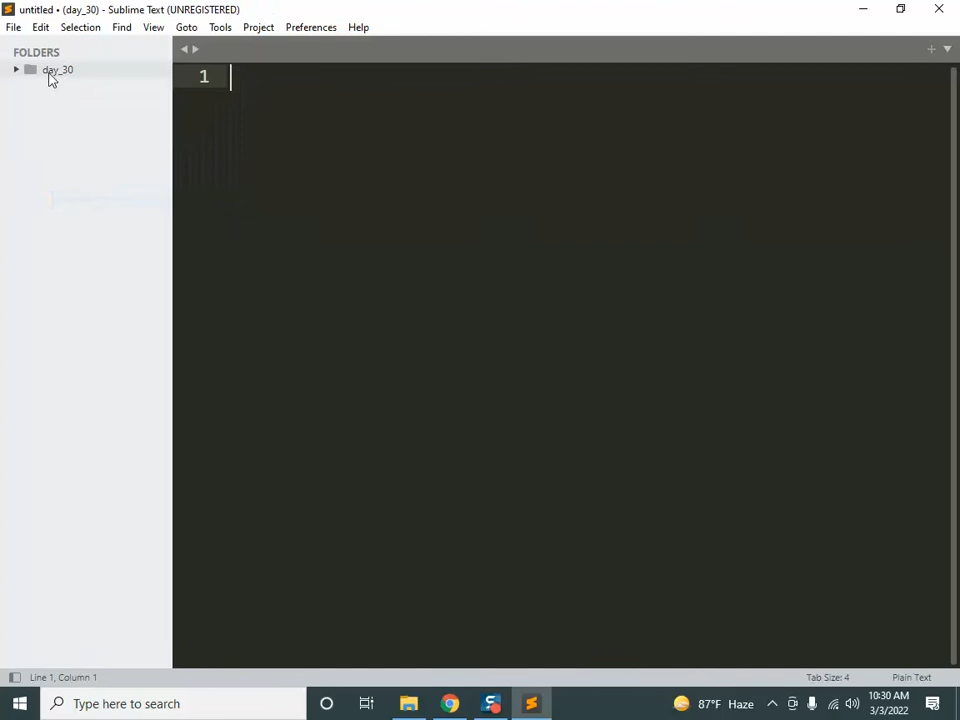 untitled • (day_30) - Sublime Text (UNREGISTERED)
File Edit Selection Find View Goto Tools Project Preferences Help
FOLDERS
day_30
1
Line 1, Column 1 Tab Size: 4 Plain Text
Type here to search 87°F Haze 10:30 AM
3/3/2022